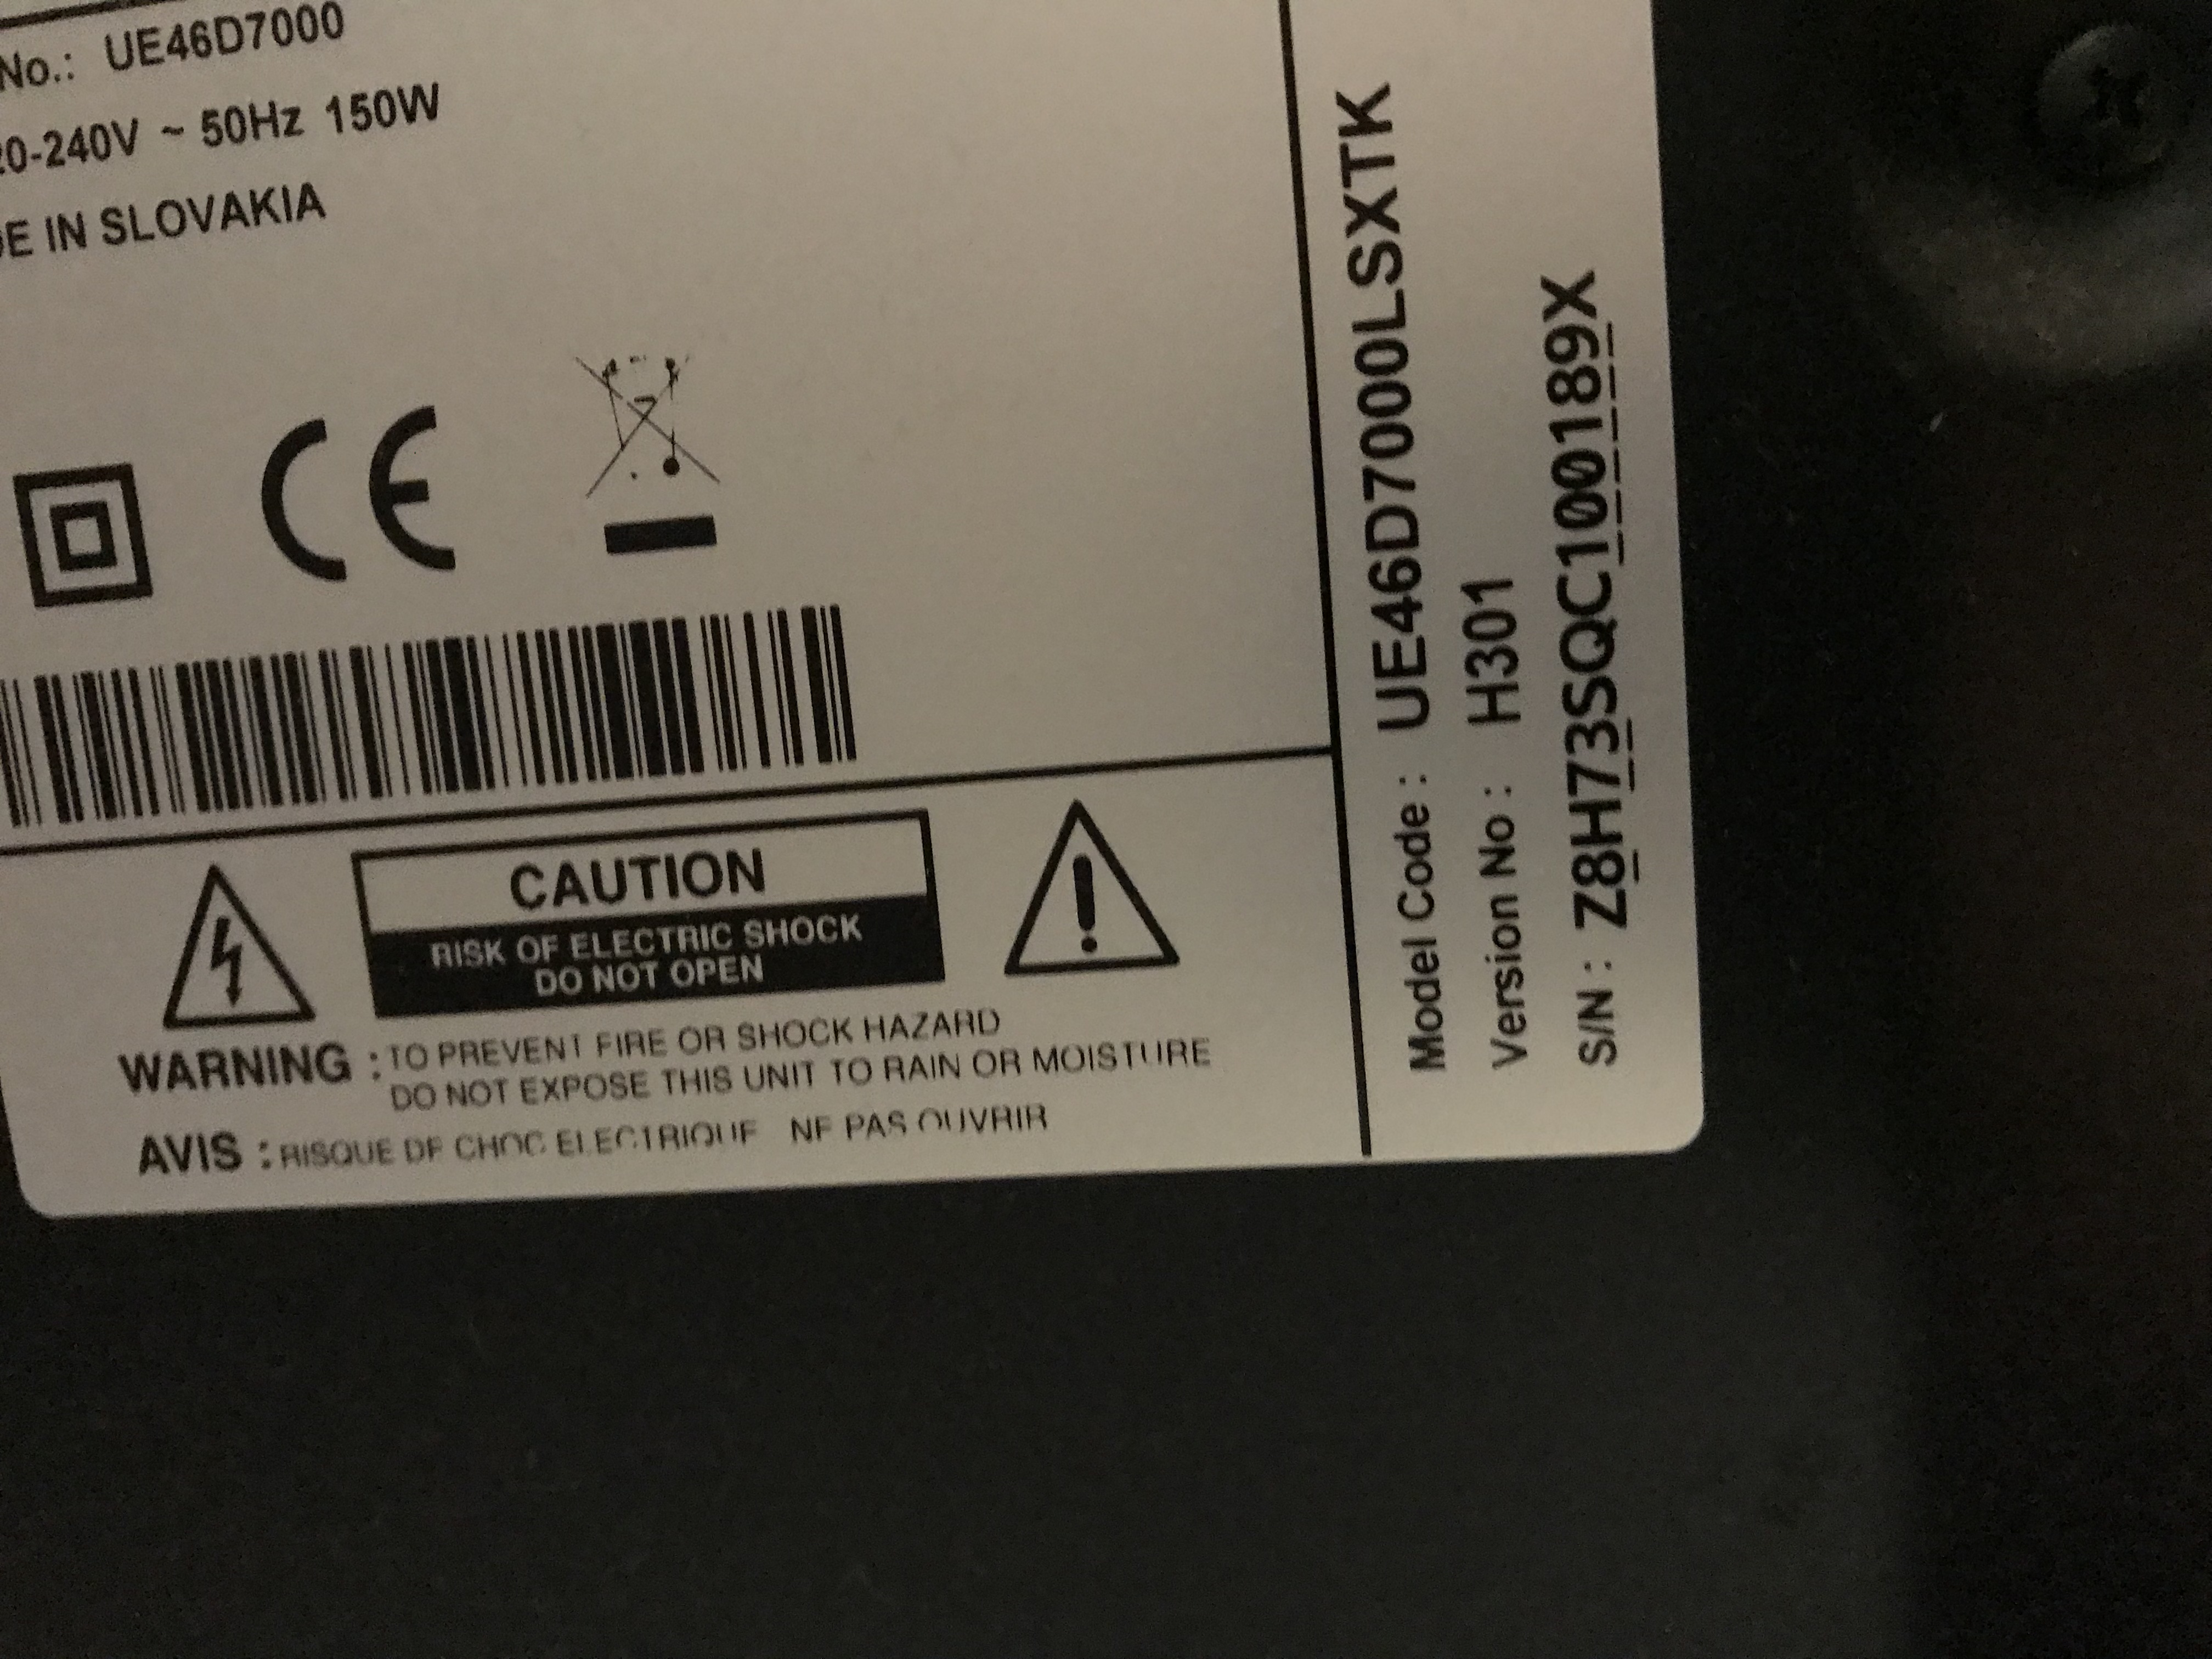 No.: UE46D7000
20-240V ~ 50Hz 150W
DE IN SLOVAKIA
CE
CAUTION
RISK OF ELECTRIC SHOCK
DO NOT OPEN
WARNING : TO PREVENT FIRE OR SHOCK HAZARD
DO NOT EXPOSE THIS UNIT TO RAIN OR MOISTURE
AVIS : RISQUE DE CHOC ELECTRIQUE NE PAS OUVRIR
Model Code : UE46D7000LSXTK
Version No : H301
S/N : Z8H73SQC100189X